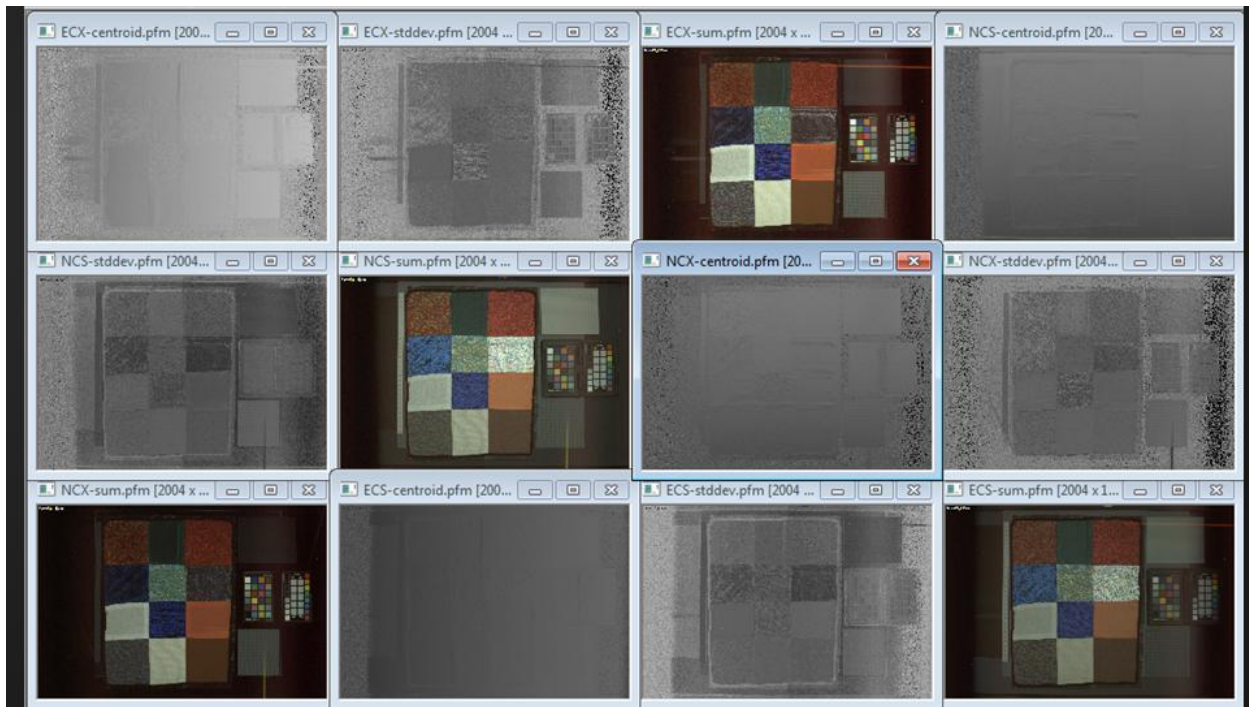 ECX-centroid.pfm [200...
ECX-stddev.pfm [2004 ...
ECX-sum.pfm [2004 x ...
NCS-centroid.pfm [20...
NCS-stddev.pfm [2004...
NCS-sum.pfm [2004 x ...
NCX-centroid.pfm [20...
NCX-stddev.pfm [2004...
NCX-sum.pfm [2004 x ...
ECS-centroid.pfm [200...
ECS-stddev.pfm [2004 ...
ECS-sum.pfm [2004 x 1...